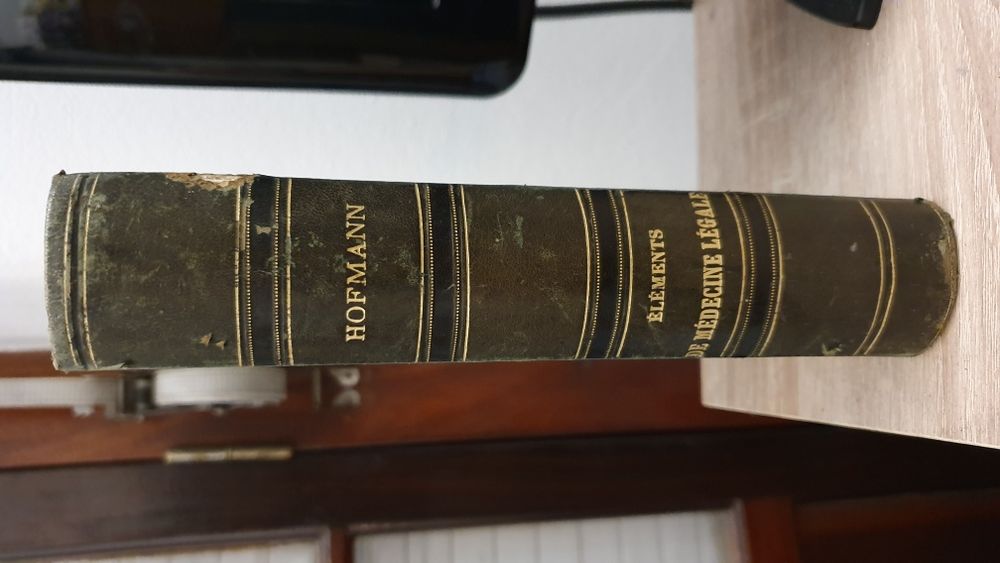 HOFMANN
ÉLÉMENTS
DE MÉDECINE LÉGALE